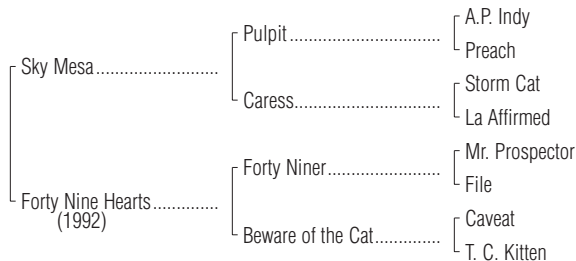 A.P. Indy
Pulpit................................
Preach
Sky Mesa..........................
Storm Cat
Caress................................
La Affirmed
Mr. Prospector
Forty Niner........................
File
Forty Nine Hearts..............
(1992)
Caveat
Beware of the Cat..............
T. C. Kitten